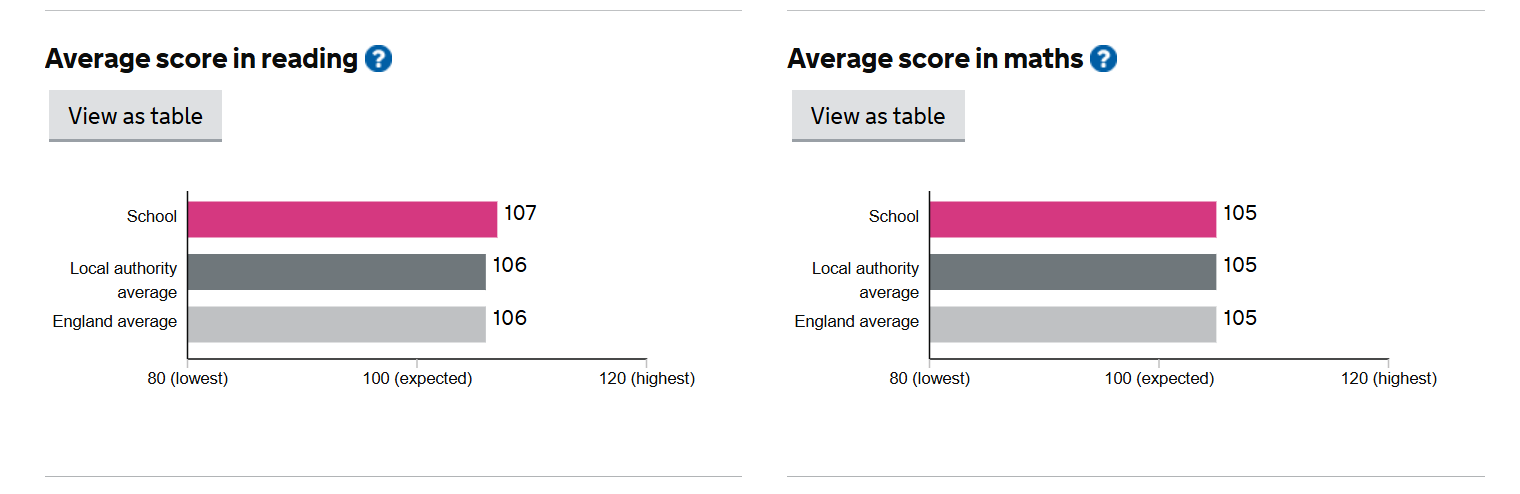 Average score in reading ?
View as table
School 107
Local authority
average 106
England average 106
80 (lowest) 100 (expected) 120 (highest)
Average score in maths ?
View as table
School 105
Local authority
average 105
England average 105
80 (lowest) 100 (expected) 120 (highest)